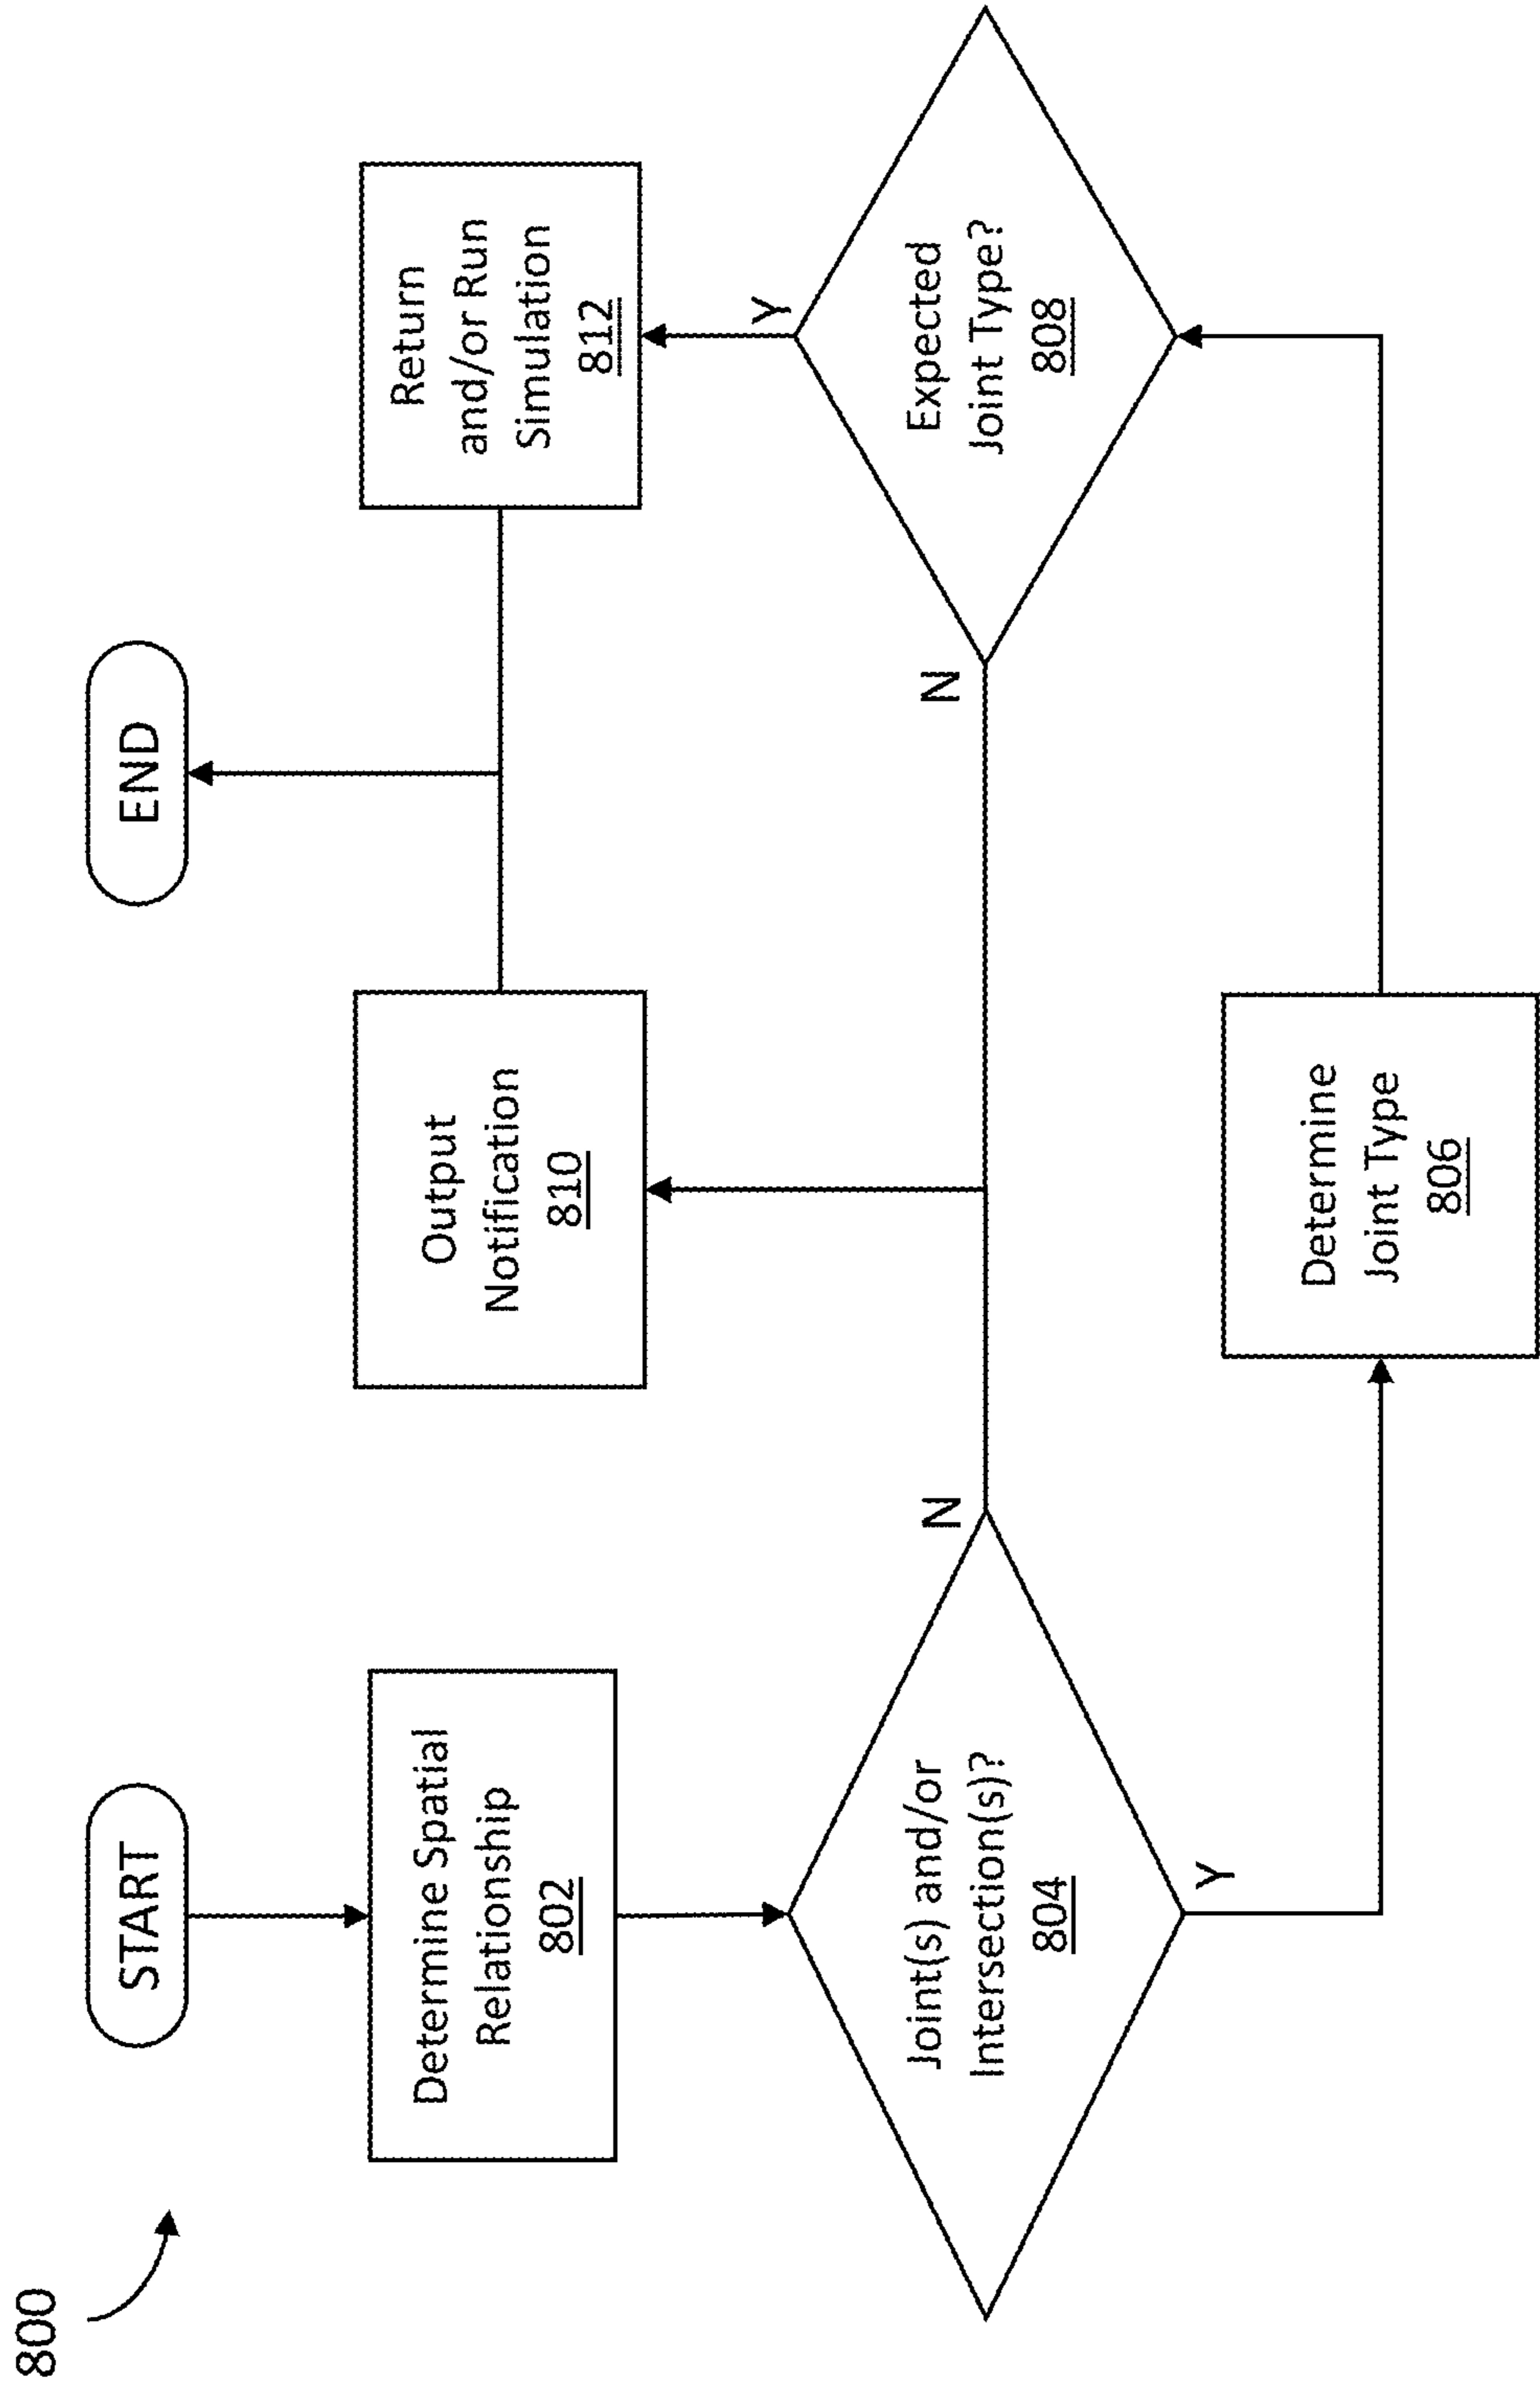 800
START
Determine Spatial
Relationship
802
Joint(s) and/or
Intersection(s)?
804
N
Y
Determine
Joint Type
806
Output
Notification
810
Expected
Joint Type?
808
N
Y
Return
and/or Run
Simulation
812
END